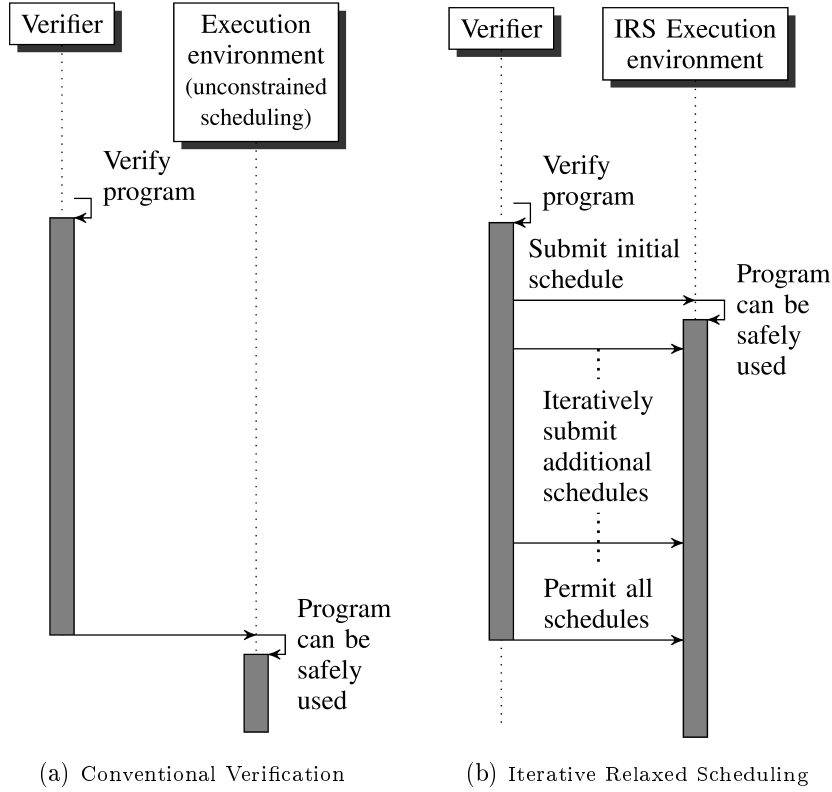 Verifier
Execution
environment
(unconstrained
scheduling)
Verify
program
Program
can be
safely
used
(a) Conventional Verification
Verifier
IRS Execution
environment
Verify
program
Submit initial
schedule
Program
can be
safely
used
Iteratively
submit
additional
schedules
Permit all
schedules
(b) Iterative Relaxed Scheduling